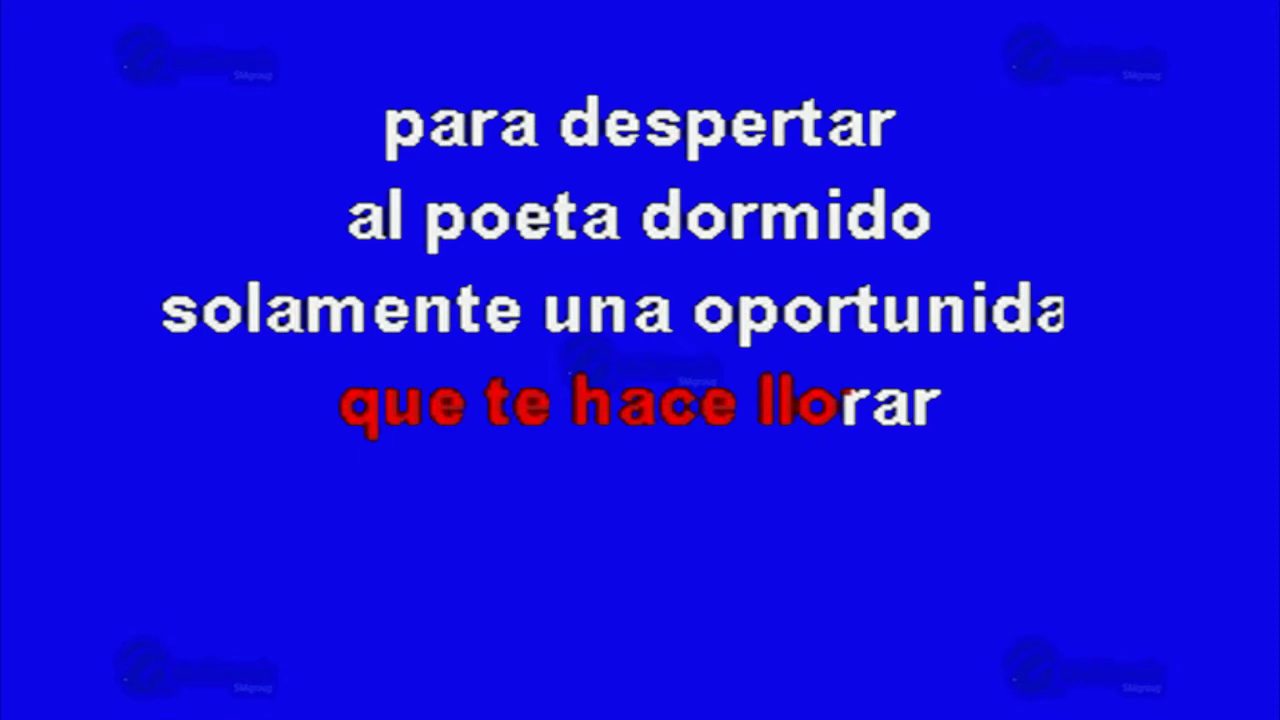 para despertar
al poeta dormido
solamente una oportunida
que te hace llorar